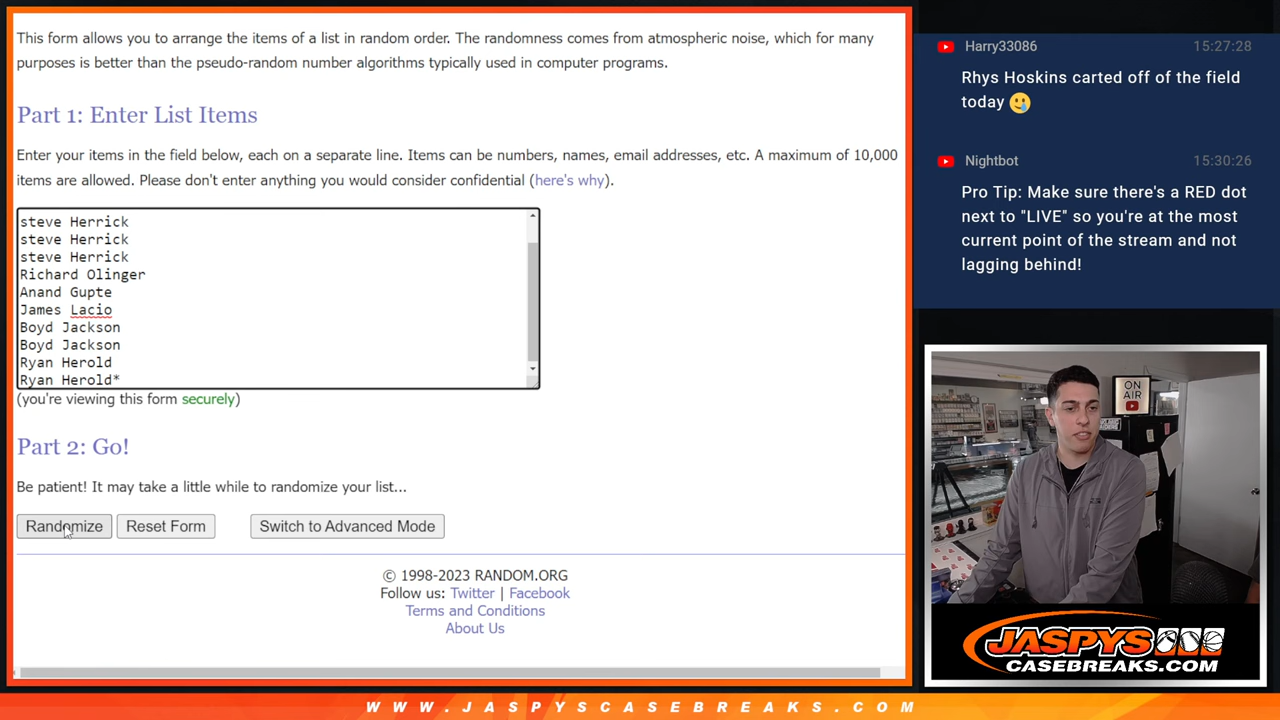 This form allows you to arrange the items of a list in random order. The randomness comes from atmospheric noise, which for many
purposes is better than the pseudo-random number algorithms typically used in computer programs.
Part 1: Enter List Items
Enter your items in the field below, each on a separate line. Items can be numbers, names, email addresses, etc. A maximum of 10,000
items are allowed. Please don't enter anything you would consider confidential (here's why).
steve Herrick
steve Herrick
steve Herrick
Richard Olinger
Anand Gupte
James Lacio
Boyd Jackson
Boyd Jackson
Ryan Herold
Ryan Herold*
(you're viewing this form securely)
Part 2: Go!
Be patient! It may take a little while to randomize your list...
Randomize
Reset Form
Switch to Advanced Mode
© 1998-2023 RANDOM.ORG
Follow us: Twitter | Facebook
Terms and Conditions
About Us
Harry33086
15:27:28
Rhys Hoskins carted off of the field
today 🥲
Nightbot
15:30:26
Pro Tip: Make sure there's a RED dot
next to "LIVE" so you're at the most
current point of the stream and not
lagging behind!
ON
AIR
JASPYS
CASEBREAKS.COM
WWW.JASPYSCASEBREAKS.COM